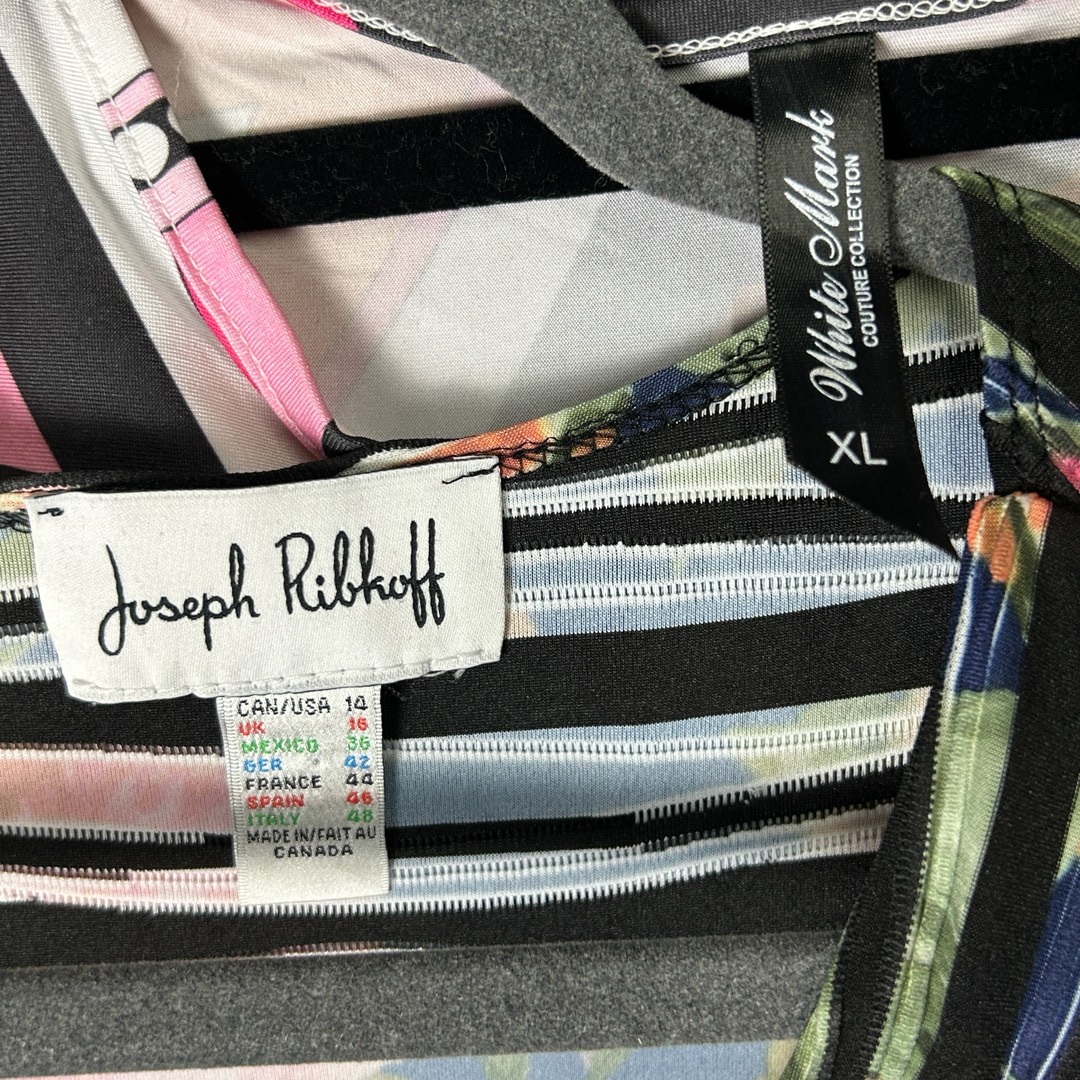 White Mark
COUTURE COLLECTION
XL
Joseph Ribkoff
CAN/USA 14
UK 16
MEXICO 36
GER 42
FRANCE 44
SPAIN 46
ITALY 48
MADE IN/FAIT AU
CANADA